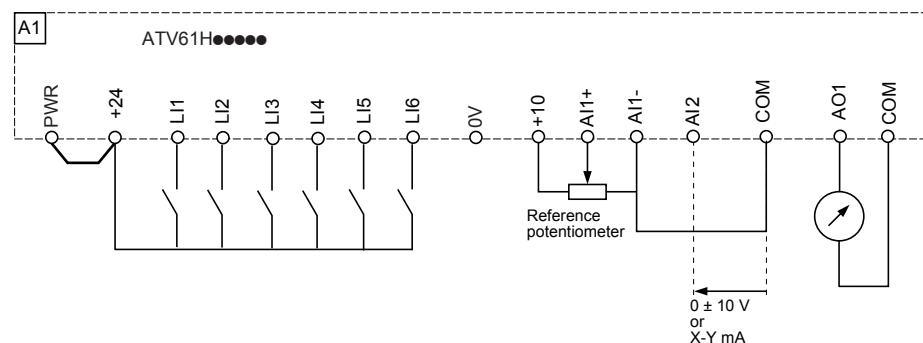 A1
ATV61H●●●●●
PWR
+24
LI1
LI2
LI3
LI4
LI5
LI6
0V
+10
AI1+
AI1-
AI2
COM
AO1
COM
Reference
potentiometer
0 ± 10 V
or
X-Y mA